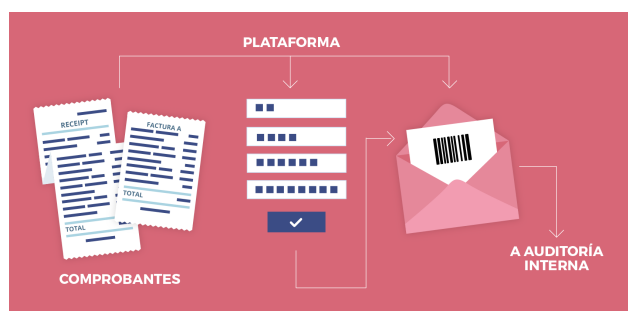 PLATAFORMA
RECEIPT
FACTURA A
TOTAL
TOTAL
COMPROBANTES
A AUDITORÍA
INTERNA